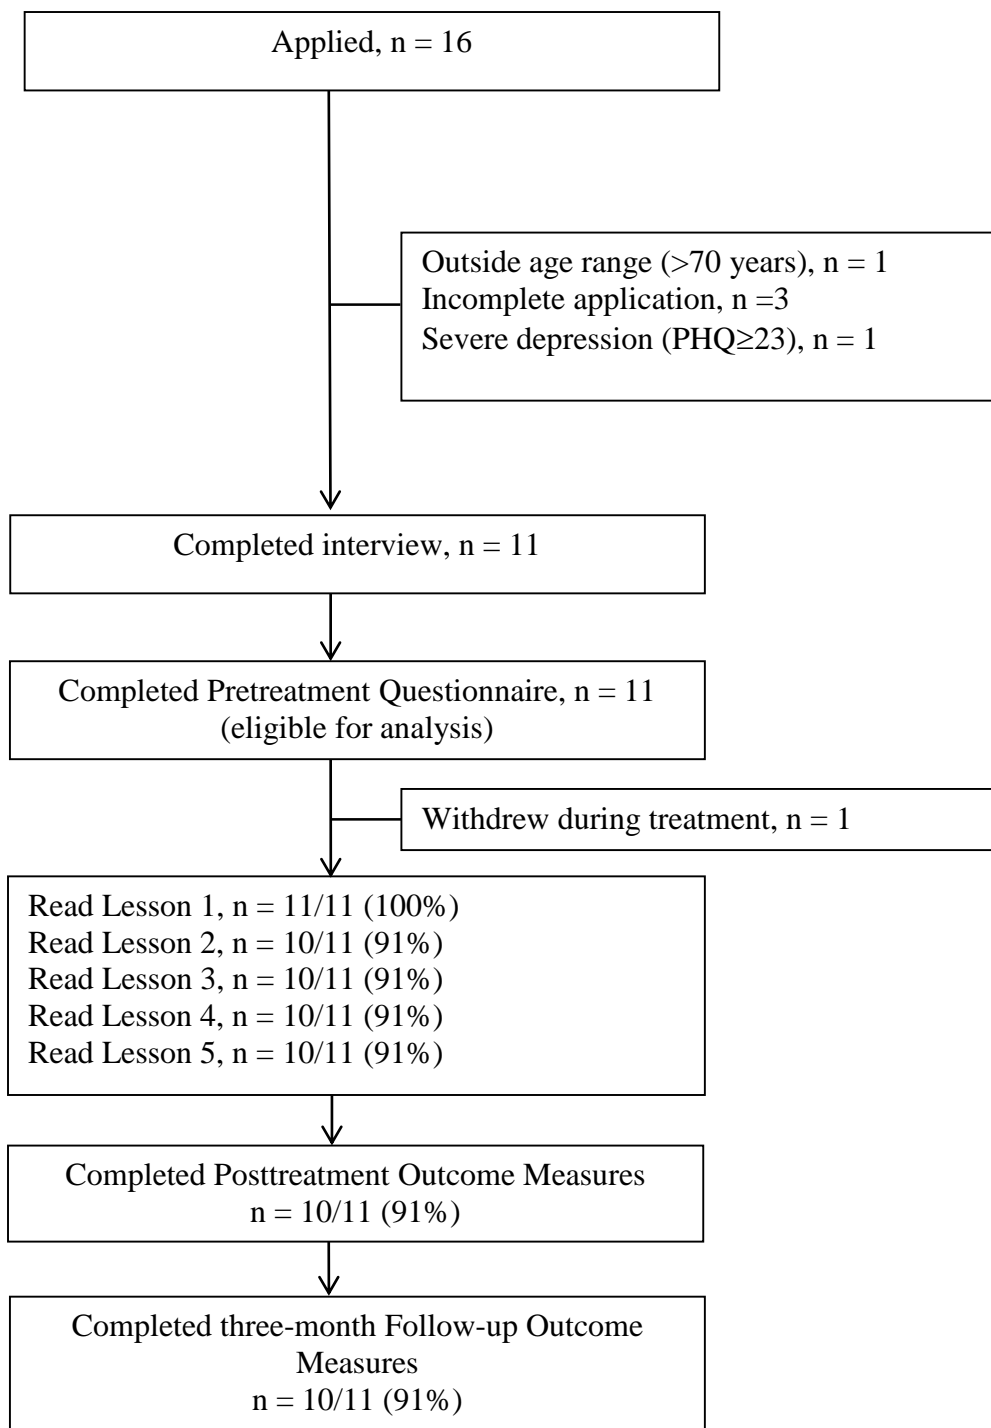 Applied, n = 16
Outside age range (>70 years), n = 1
Incomplete application, n =3
Severe depression (PHQ≥23), n = 1
Completed interview, n = 11
Completed Pretreatment Questionnaire, n = 11
(eligible for analysis)
Withdrew during treatment, n = 1
Read Lesson 1, n = 11/11 (100%)
Read Lesson 2, n = 10/11 (91%)
Read Lesson 3, n = 10/11 (91%)
Read Lesson 4, n = 10/11 (91%)
Read Lesson 5, n = 10/11 (91%)
Completed Posttreatment Outcome Measures
n = 10/11 (91%)
Completed three-month Follow-up Outcome
Measures
n = 10/11 (91%)